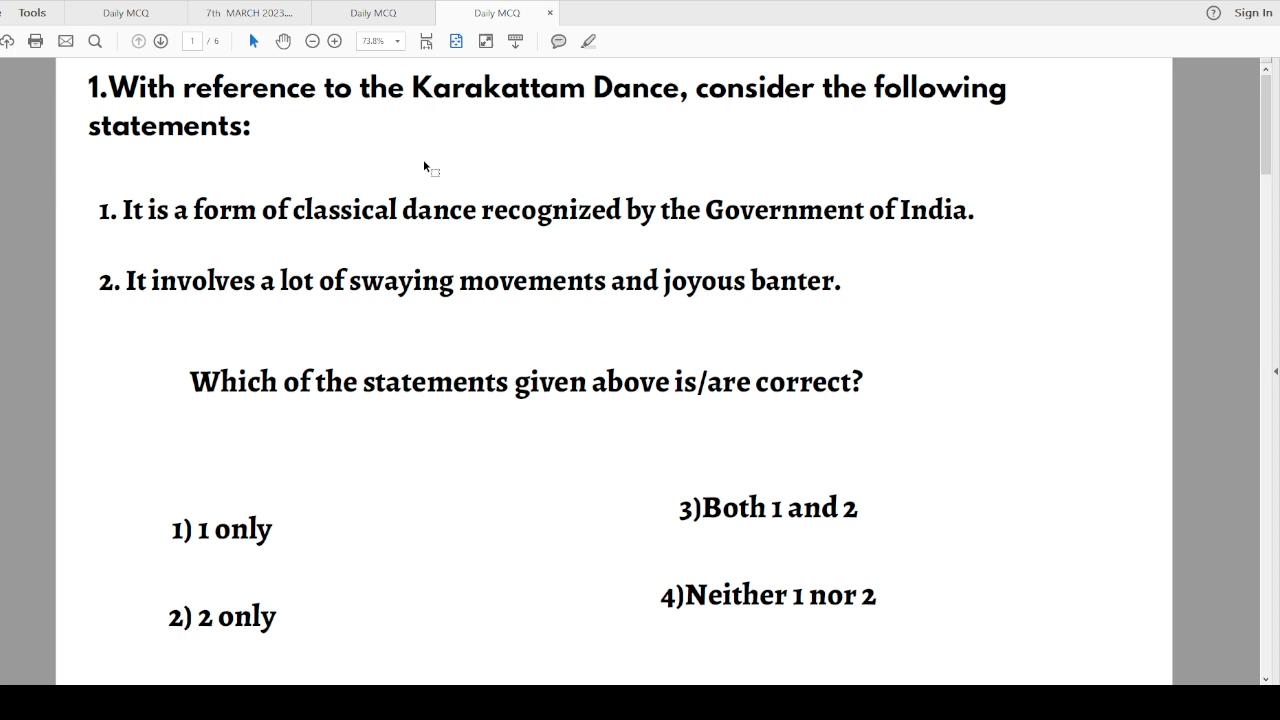 Tools
Daily MCQ
7th MARCH 2023....
Daily MCQ
Daily MCQ
×
Sign In
1 / 6
73.8%
1.With reference to the Karakattam Dance, consider the following
statements:
1. It is a form of classical dance recognized by the Government of India.
2. It involves a lot of swaying movements and joyous banter.
Which of the statements given above is/are correct?
3)Both 1 and 2
1) 1 only
4)Neither 1 nor 2
2) 2 only